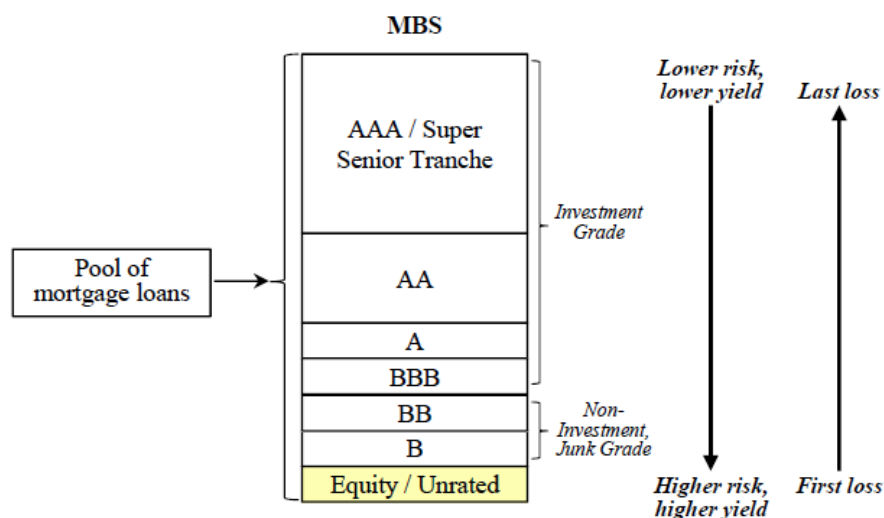 MBS
Lower risk,
lower yield
Last loss
AAA / Super
Senior Tranche
Investment
Grade
Pool of
mortgage loans
AA
A
BBB
BB
Non-
Investment,
Junk Grade
B
Equity / Unrated
Higher risk,
higher yield
First loss